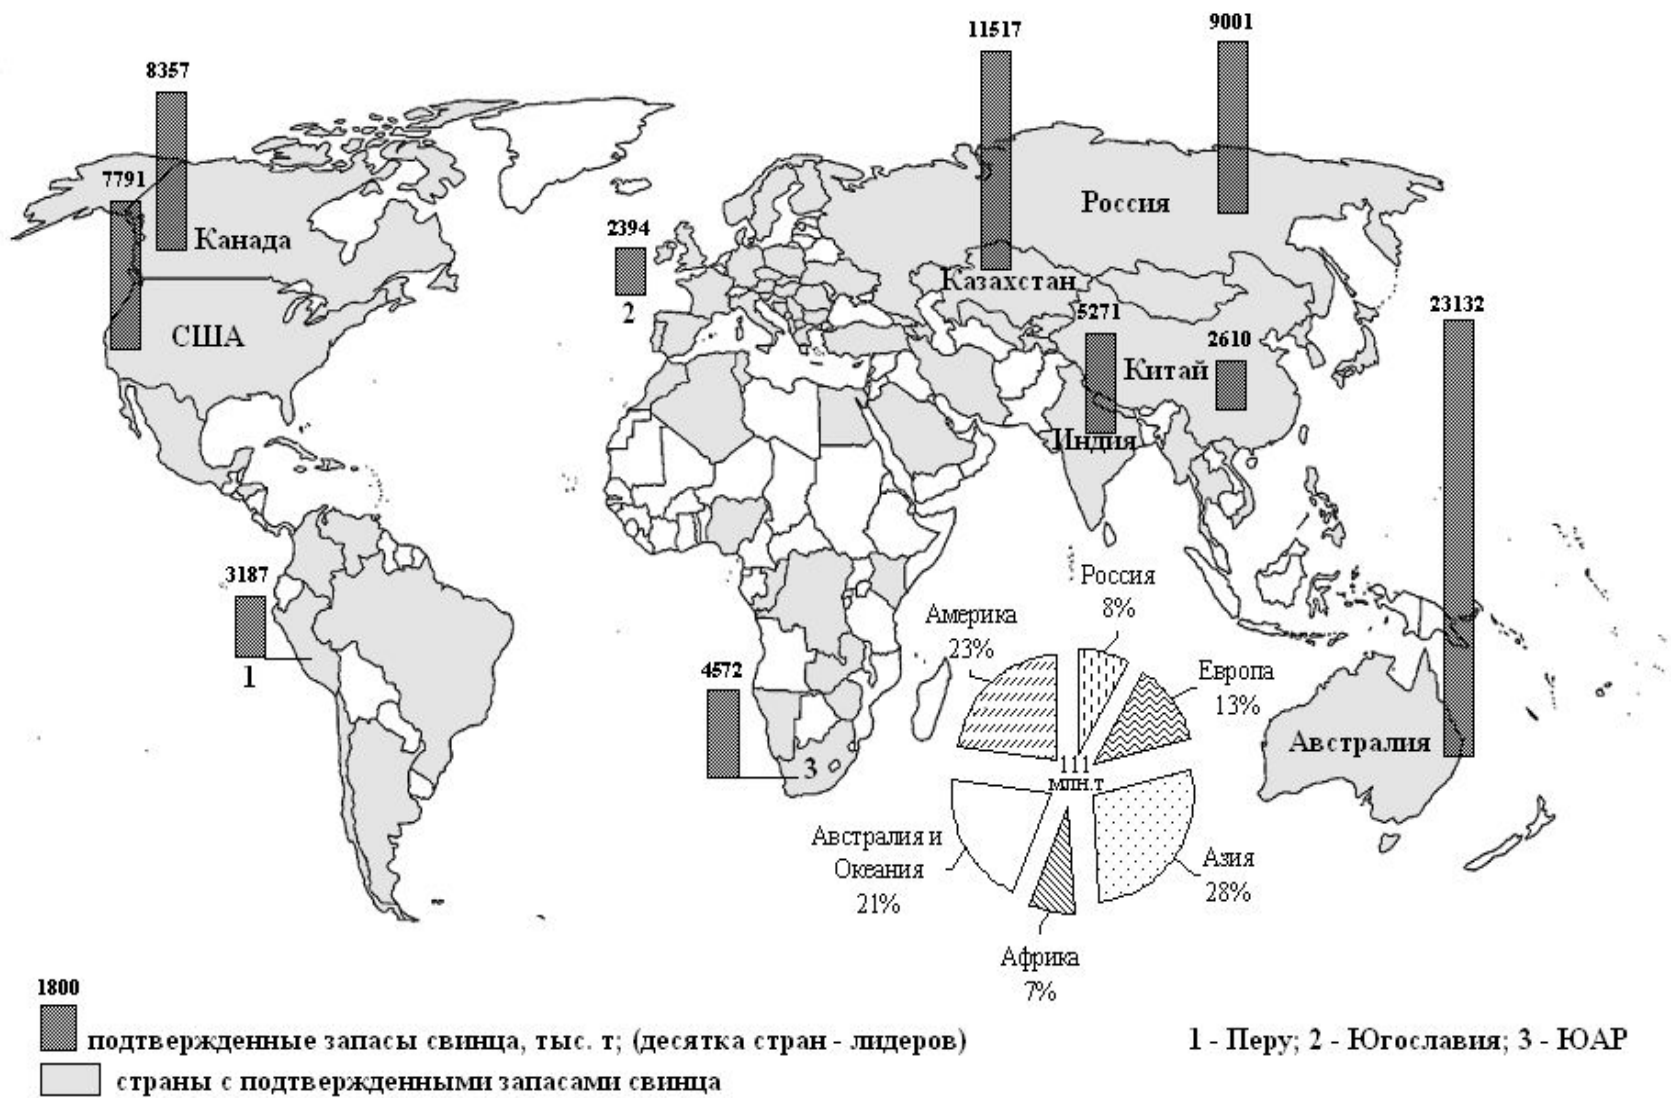 11517
9001
8357
7791
Россия
2394
Канада
Казахстан
2
5271
23132
США
2610
Китай
Индия
3187
Россия
8%
Америка
23%
1
4572
Европа
13%
Австралия
3
111
млн.т
Австралия и
Океания
21%
Азия
28%
Африка
7%
1800
подтвержденные запасы свинца, тыс. т; (десятка стран - лидеров)
1 - Перу; 2 - Югославия; 3 - ЮАР
страны с подтвержденными запасами свинца